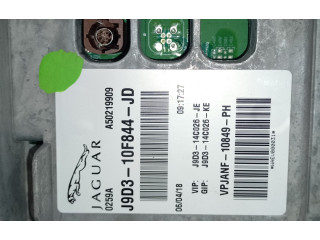 JAGUAR
0259A
A50219909
J9D3-10F844-JD
06/04/18
09:17:27
VIP: J9D3-14C026-JE
GIP: J9D3-14C026-KE
VPJANF-10849-PH